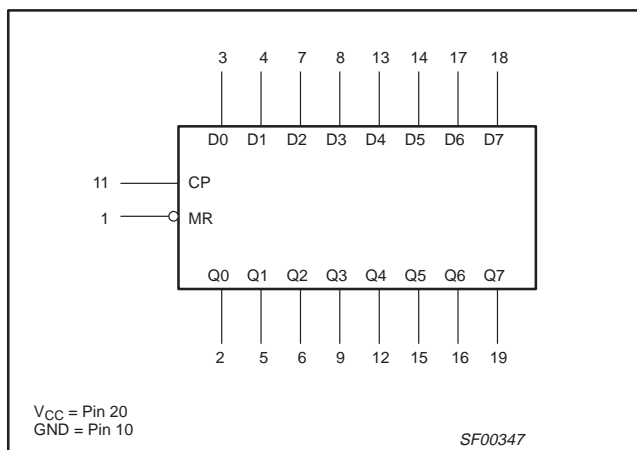 3 4 7 8 13 14 17 18
D0 D1 D2 D3 D4 D5 D6 D7
11 CP
1 MR
Q0 Q1 Q2 Q3 Q4 Q5 Q6 Q7
2 5 6 9 12 15 16 19
VCC = Pin 20
GND = Pin 10
SF00347